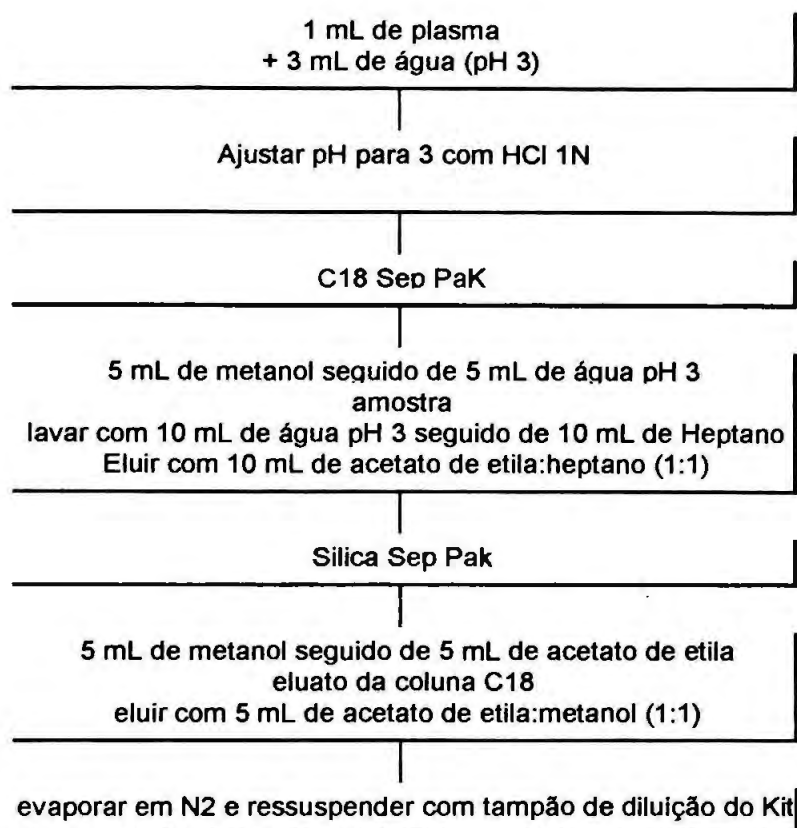 1 mL de plasma
+ 3 mL de água (pH 3)
Ajustar pH para 3 com HCl 1N
C18 Sep PaK
5 mL de metanol seguido de 5 mL de água pH 3
amostra
lavar com 10 mL de água pH 3 seguido de 10 mL de Heptano
Eluir com 10 mL de acetato de etila:heptano (1:1)
Silica Sep Pak
5 mL de metanol seguido de 5 mL de acetato de etila
eluato da coluna C18
eluir com 5 mL de acetato de etila:metanol (1:1)
evaporar em N2 e ressuspender com tampão de diluição do Kit